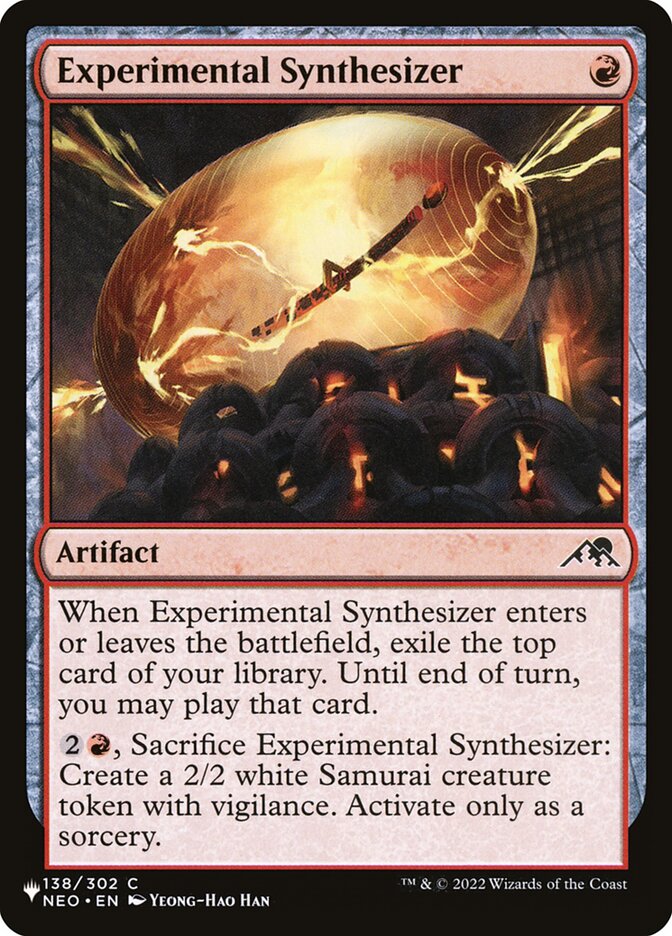 Experimental Synthesizer
Artifact
When Experimental Synthesizer enters
or leaves the battlefield, exile the top
card of your library. Until end of turn,
you may play that card.
2, Sacrifice Experimental Synthesizer:
Create a 2/2 white Samurai creature
token with vigilance. Activate only as a
sorcery.
138/302 C
NEO • EN Yeong-Hao Han
™ & © 2022 Wizards of the Coast